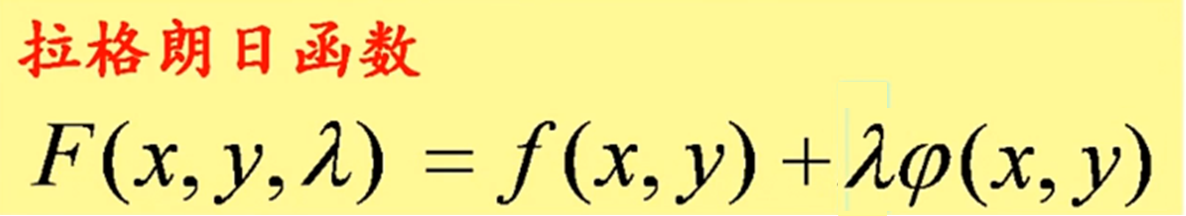 拉格朗日函数
F(x, y, λ) = f(x, y) + λφ(x, y)